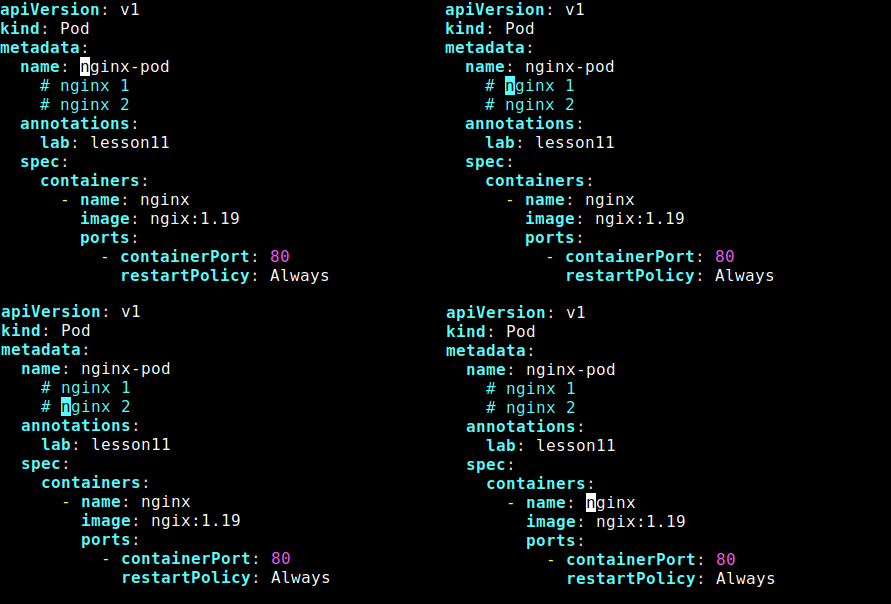 apiVersion: v1
kind: Pod
metadata:
  name: nginx-pod
    # nginx 1
    # nginx 2
  annotations:
    lab: lesson11
  spec:
    containers:
      - name: nginx
        image: ngix:1.19
        ports:
          - containerPort: 80
            restartPolicy: Always
apiVersion: v1
kind: Pod
metadata:
  name: nginx-pod
    # nginx 1
    # nginx 2
  annotations:
    lab: lesson11
  spec:
    containers:
      - name: nginx
        image: ngix:1.19
        ports:
          - containerPort: 80
            restartPolicy: Always
apiVersion: v1
kind: Pod
metadata:
  name: nginx-pod
    # nginx 1
    # nginx 2
  annotations:
    lab: lesson11
  spec:
    containers:
      - name: nginx
        image: ngix:1.19
        ports:
          - containerPort: 80
            restartPolicy: Always
apiVersion: v1
kind: Pod
metadata:
  name: nginx-pod
    # nginx 1
    # nginx 2
  annotations:
    lab: lesson11
  spec:
    containers:
      - name: nginx
        image: ngix:1.19
        ports:
          - containerPort: 80
            restartPolicy: Always